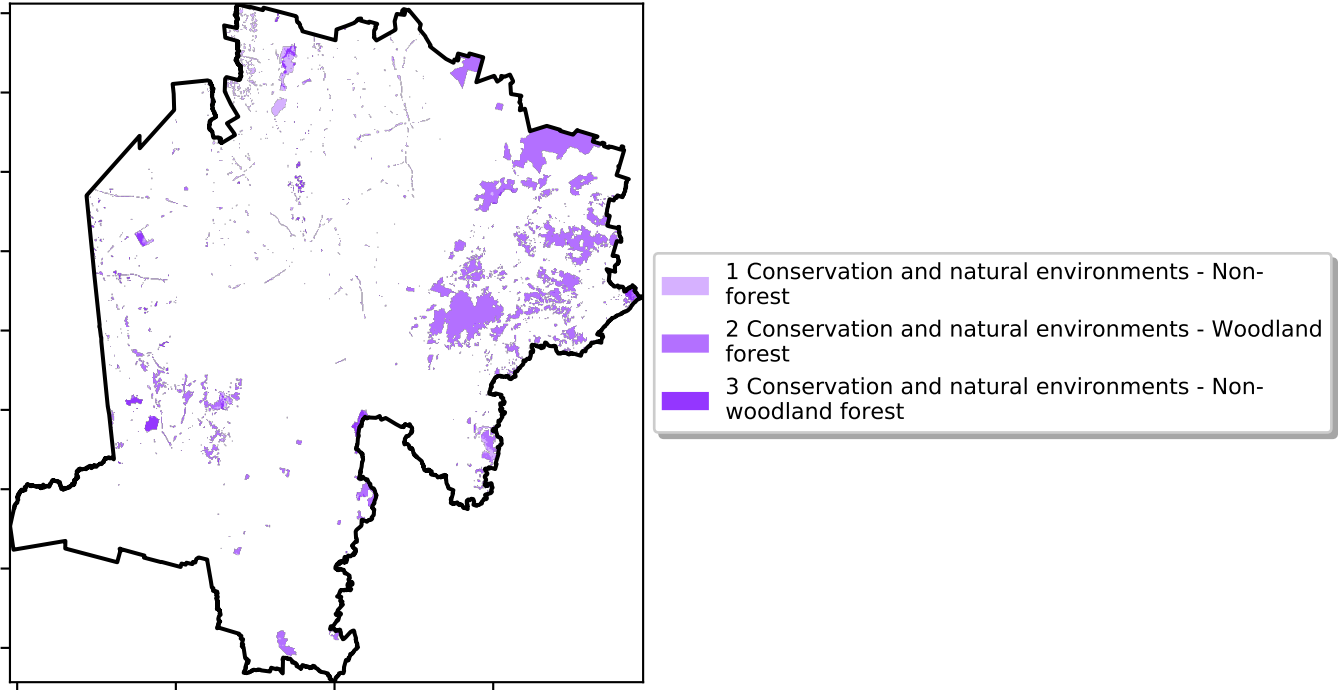 1 Conservation and natural environments - Non-
forest
2 Conservation and natural environments - Woodland
forest
3 Conservation and natural environments - Non-
woodland forest